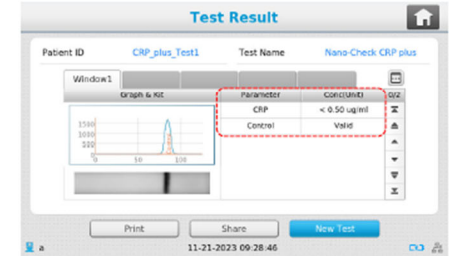 Test Result
Patient ID CRP_plus_Test1 Test Name Nano-Check CRP plus
Window1
Graph & Kit Parameter Conc(Unit) 0/2
CRP < 0.50 ug/ml
Control Valid
1500
1000
500
0 50 100
Print Share New Test
a 11-21-2023 09:28:46